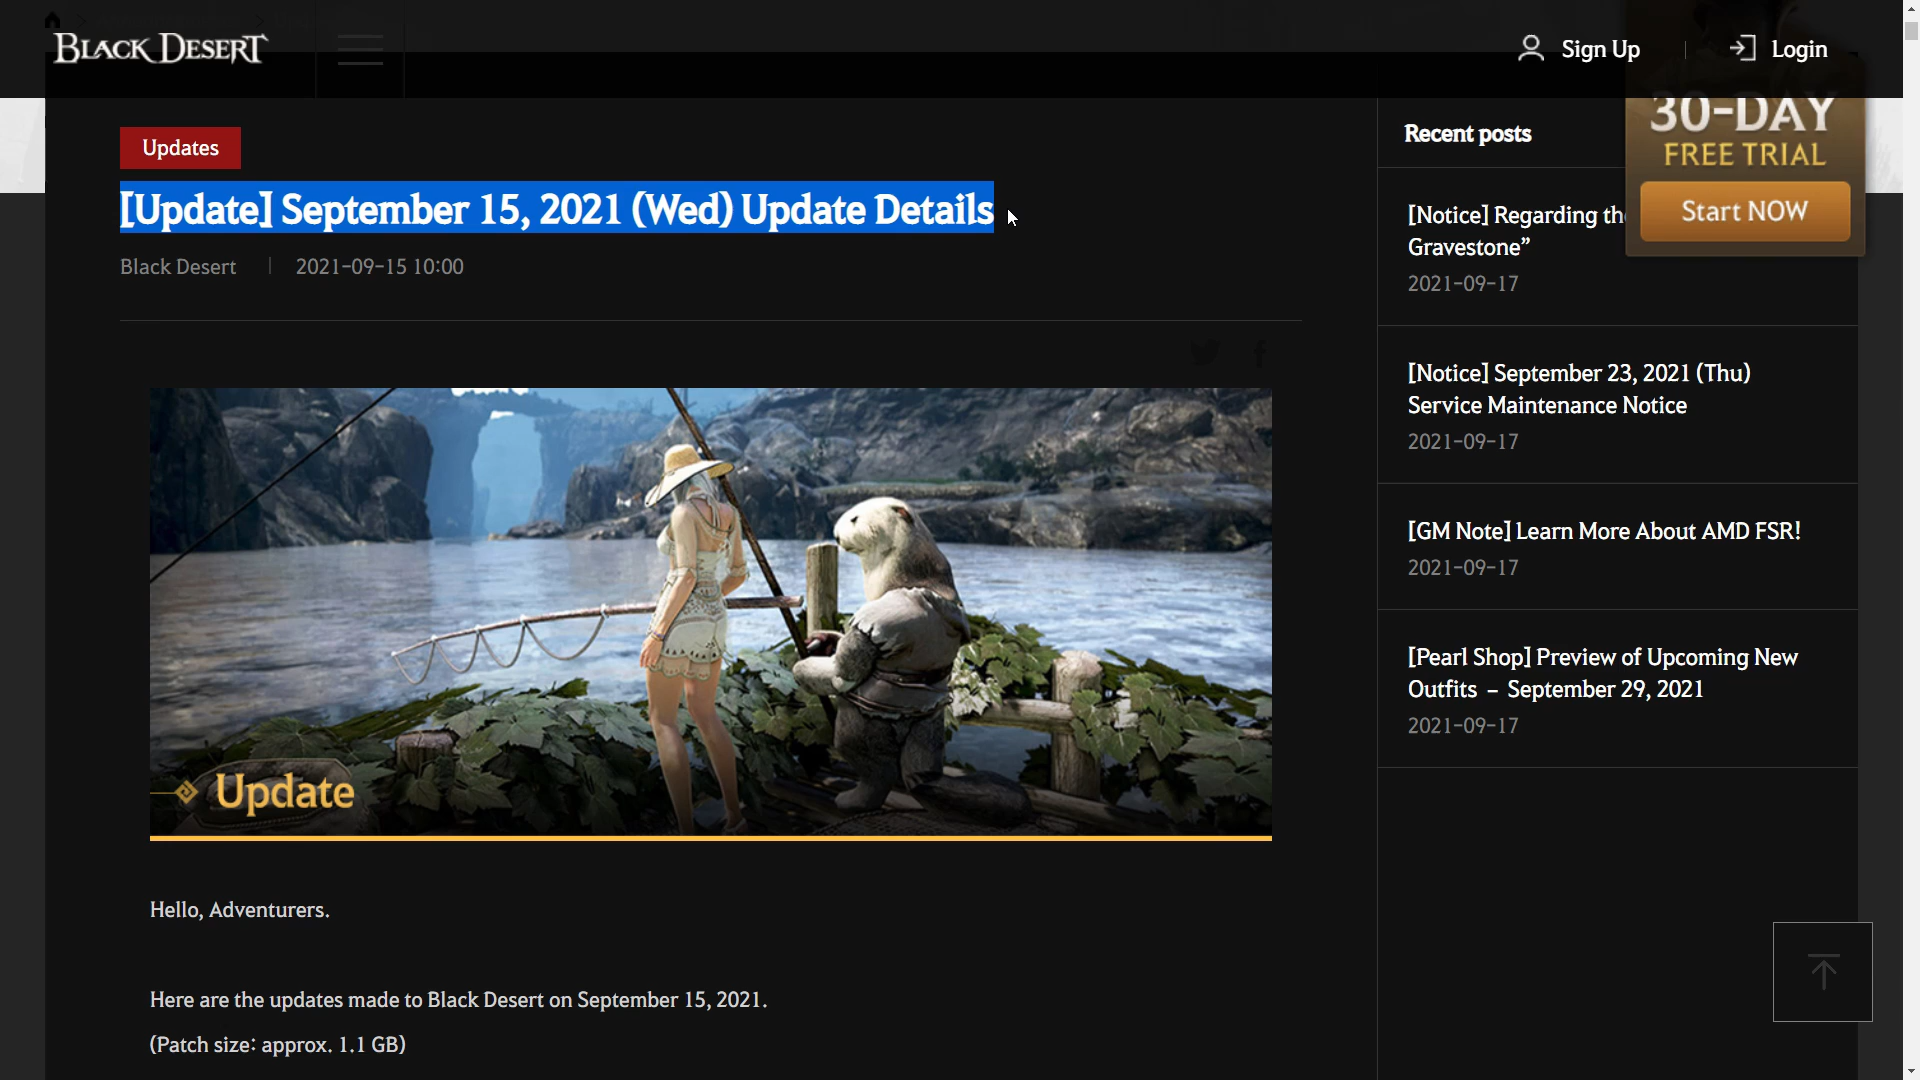 BLACK DESERT
Sign Up
Login
Updates
[Update] September 15, 2021 (Wed) Update Details
Black Desert
2021-09-15 10:00
Update
Hello, Adventurers.
Here are the updates made to Black Desert on September 15, 2021.
(Patch size: approx. 1.1 GB)
Recent posts
[Notice] Regarding th
Gravestone”
2021-09-17
[Notice] September 23, 2021 (Thu)
Service Maintenance Notice
2021-09-17
[GM Note] Learn More About AMD FSR!
2021-09-17
[Pearl Shop] Preview of Upcoming New
Outfits - September 29, 2021
2021-09-17
30-DAY
FREE TRIAL
Start NOW